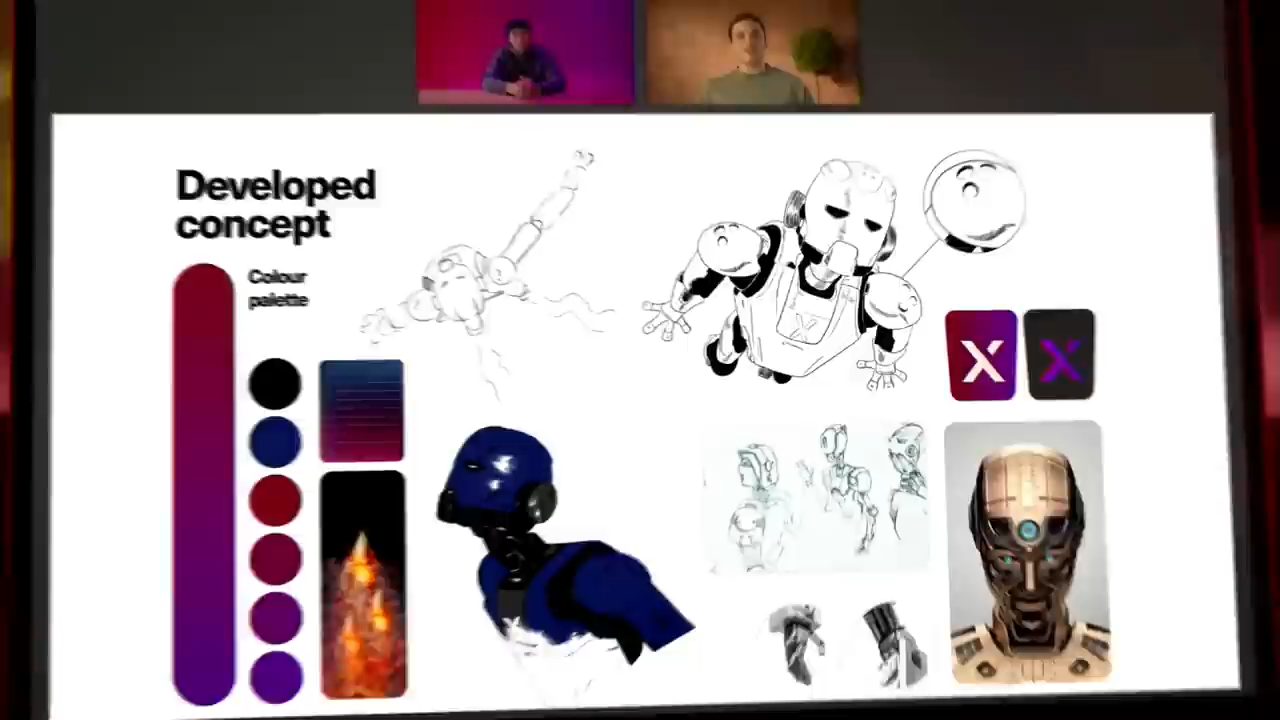 Developed
concept
Colour
palette
X
X
X